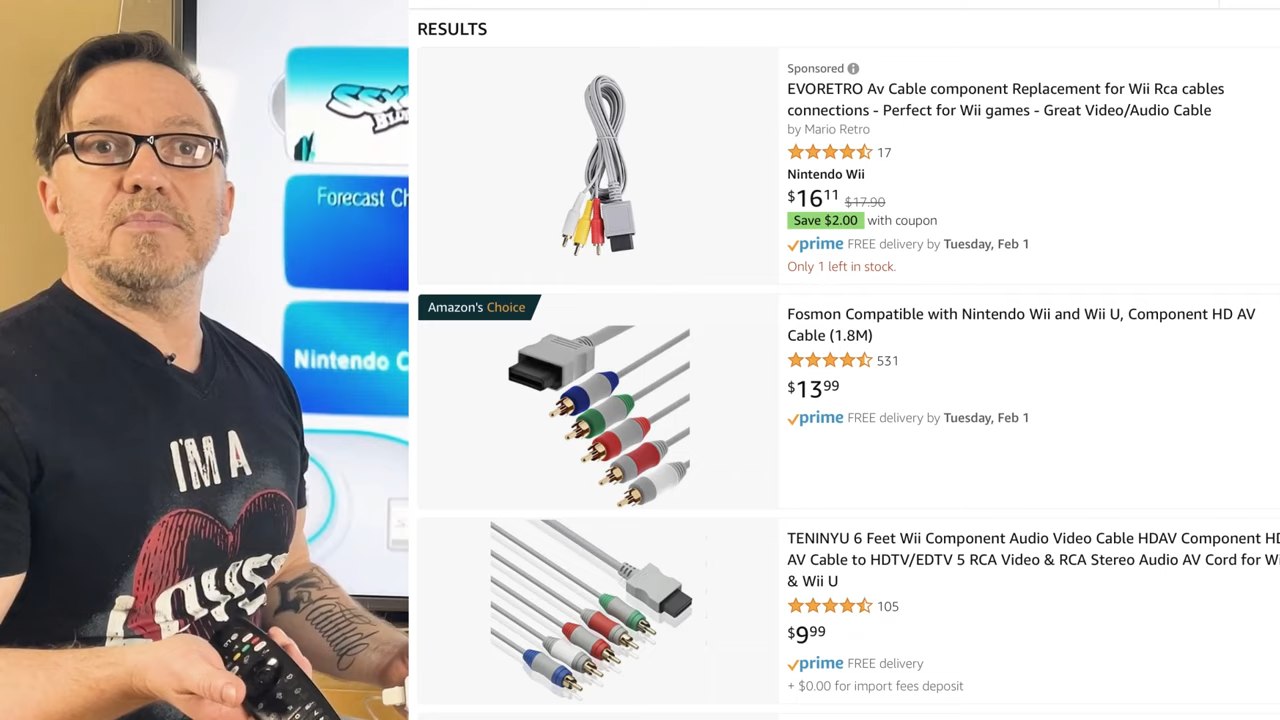 SSX
Forecast Ch
Nintendo C
I'M A
LOVER
RESULTS
Sponsored
EVORETRO Av Cable component Replacement for Wii Rca cables
connections - Perfect for Wii games - Great Video/Audio Cable
by Mario Retro
17
Nintendo Wii
$16 11 $17.90
Save $2.00 with coupon
prime FREE delivery by Tuesday, Feb 1
Only 1 left in stock.
Amazon's Choice
Fosmon Compatible with Nintendo Wii and Wii U, Component HD AV
Cable (1.8M)
531
$13 99
prime FREE delivery by Tuesday, Feb 1
TENINYU 6 Feet Wii Component Audio Video Cable HDAV Component HD
AV Cable to HDTV/EDTV 5 RCA Video & RCA Stereo Audio AV Cord for Wi
& Wii U
105
$9 99
prime FREE delivery
+ $0.00 for import fees deposit